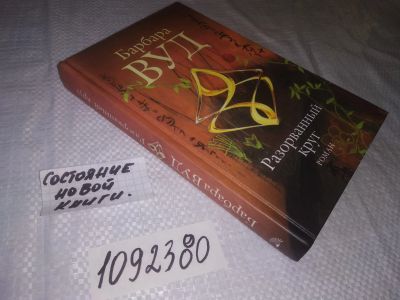 Барбара
ВУД
Разорванный
круг
РОМАН
Барбара ВУД
Разорванный круг
СОСТОЯНИЕ
НОВОЙ
КНИГИ.
1092380